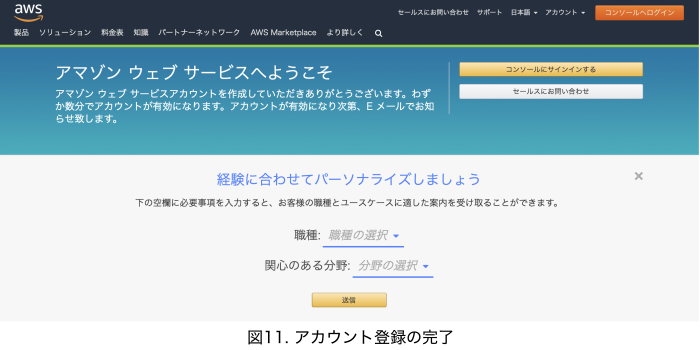 aws
セールスにお問い合わせ サポート 日本語 アカウント コンソールへログイン
製品 ソリューション 料金表 知識 パートナーネットワーク AWS Marketplace より詳しく
アマゾン ウェブ サービスへようこそ
アマゾン ウェブ サービスアカウントを作成していただきありがとうございます。わず
か数分でアカウントが有効になります。アカウントが有効になり次第、E メールでお知
らせ致します。
コンソールにサインインする
セールスにお問い合わせ
経験に合わせてパーソナライズしましょう
下の空欄に必要事項を入力すると、お客様の職種とユースケースに適した案内を受け取ることができます。
職種: 職種の選択
関心のある分野: 分野の選択
送信
図11. アカウント登録の完了